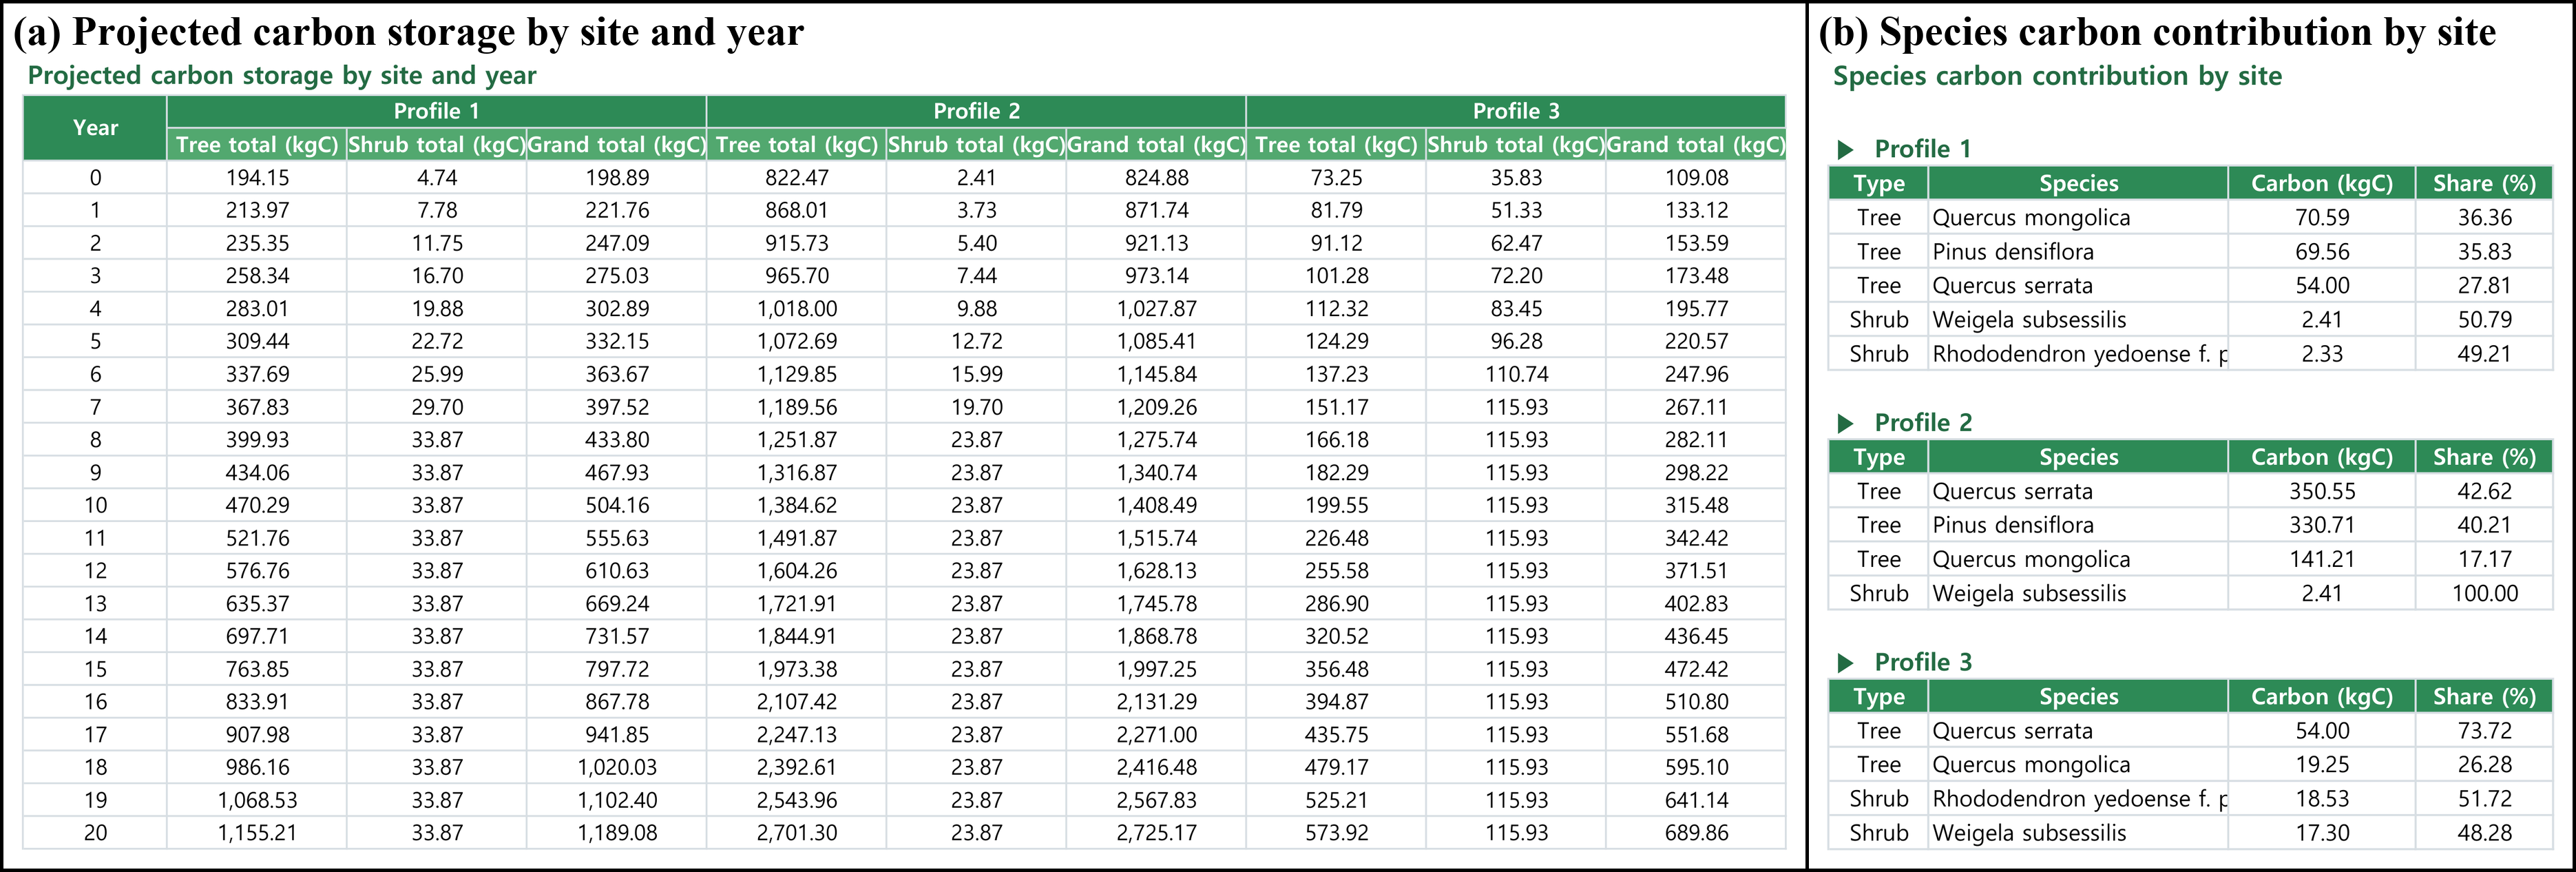 (a) Projected carbon storage by site and year
Projected carbon storage by site and year
Year Profile 1 Profile 2 Profile 3
Tree total (kgC) Shrub total (kgC) Grand total (kgC) Tree total (kgC) Shrub total (kgC) Grand total (kgC) Tree total (kgC) Shrub total (kgC) Grand total (kgC)
0 194.15 4.74 198.89 822.47 2.41 824.88 73.25 35.83 109.08
1 213.97 7.78 221.76 868.01 3.73 871.74 81.79 51.33 133.12
2 235.35 11.75 247.09 915.73 5.40 921.13 91.12 62.47 153.59
3 258.34 16.70 275.03 965.70 7.44 973.14 101.28 72.20 173.48
4 283.01 19.88 302.89 1,018.00 9.88 1,027.87 112.32 83.45 195.77
5 309.44 22.72 332.15 1,072.69 12.72 1,085.41 124.29 96.28 220.57
6 337.69 25.99 363.67 1,129.85 15.99 1,145.84 137.23 110.74 247.96
7 367.83 29.70 397.52 1,189.56 19.70 1,209.26 151.17 115.93 267.11
8 399.93 33.87 433.80 1,251.87 23.87 1,275.74 166.18 115.93 282.11
9 434.06 33.87 467.93 1,316.87 23.87 1,340.74 182.29 115.93 298.22
10 470.29 33.87 504.16 1,384.62 23.87 1,408.49 199.55 115.93 315.48
11 521.76 33.87 555.63 1,491.87 23.87 1,515.74 226.48 115.93 342.42
12 576.76 33.87 610.63 1,604.26 23.87 1,628.13 255.58 115.93 371.51
13 635.37 33.87 669.24 1,721.91 23.87 1,745.78 286.90 115.93 402.83
14 697.71 33.87 731.57 1,844.91 23.87 1,868.78 320.52 115.93 436.45
15 763.85 33.87 797.72 1,973.38 23.87 1,997.25 356.48 115.93 472.42
16 833.91 33.87 867.78 2,107.42 23.87 2,131.29 394.87 115.93 510.80
17 907.98 33.87 941.85 2,247.13 23.87 2,271.00 435.75 115.93 551.68
18 986.16 33.87 1,020.03 2,392.61 23.87 2,416.48 479.17 115.93 595.10
19 1,068.53 33.87 1,102.40 2,543.96 23.87 2,567.83 525.21 115.93 641.14
20 1,155.21 33.87 1,189.08 2,701.30 23.87 2,725.17 573.92 115.93 689.86
(b) Species carbon contribution by site
Species carbon contribution by site
▶ Profile 1
Type Species Carbon (kgC) Share (%)
Tree Quercus mongolica 70.59 36.36
Tree Pinus densiflora 69.56 35.83
Tree Quercus serrata 54.00 27.81
Shrub Weigela subsessilis 2.41 50.79
Shrub Rhododendron yedoense f. p 2.33 49.21
▶ Profile 2
Type Species Carbon (kgC) Share (%)
Tree Quercus serrata 350.55 42.62
Tree Pinus densiflora 330.71 40.21
Tree Quercus mongolica 141.21 17.17
Shrub Weigela subsessilis 2.41 100.00
▶ Profile 3
Type Species Carbon (kgC) Share (%)
Tree Quercus serrata 54.00 73.72
Tree Quercus mongolica 19.25 26.28
Shrub Rhododendron yedoense f. p 18.53 51.72
Shrub Weigela subsessilis 17.30 48.28